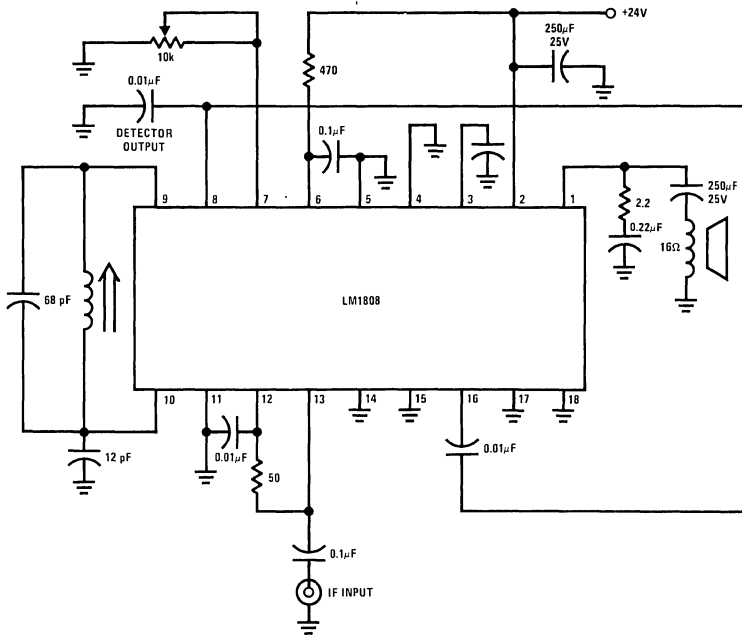 +24V
250μF
25V
10k
470
0.01μF
DETECTOR
OUTPUT
0.1μF
9
8
7
6
5
4
3
2
1
2.2
0.22μF
250μF
25V
16Ω
68 pF
LM1808
10
11
12
13
14
15
16
17
18
12 pF
0.01μF
50
0.01μF
0.1μF
IF INPUT